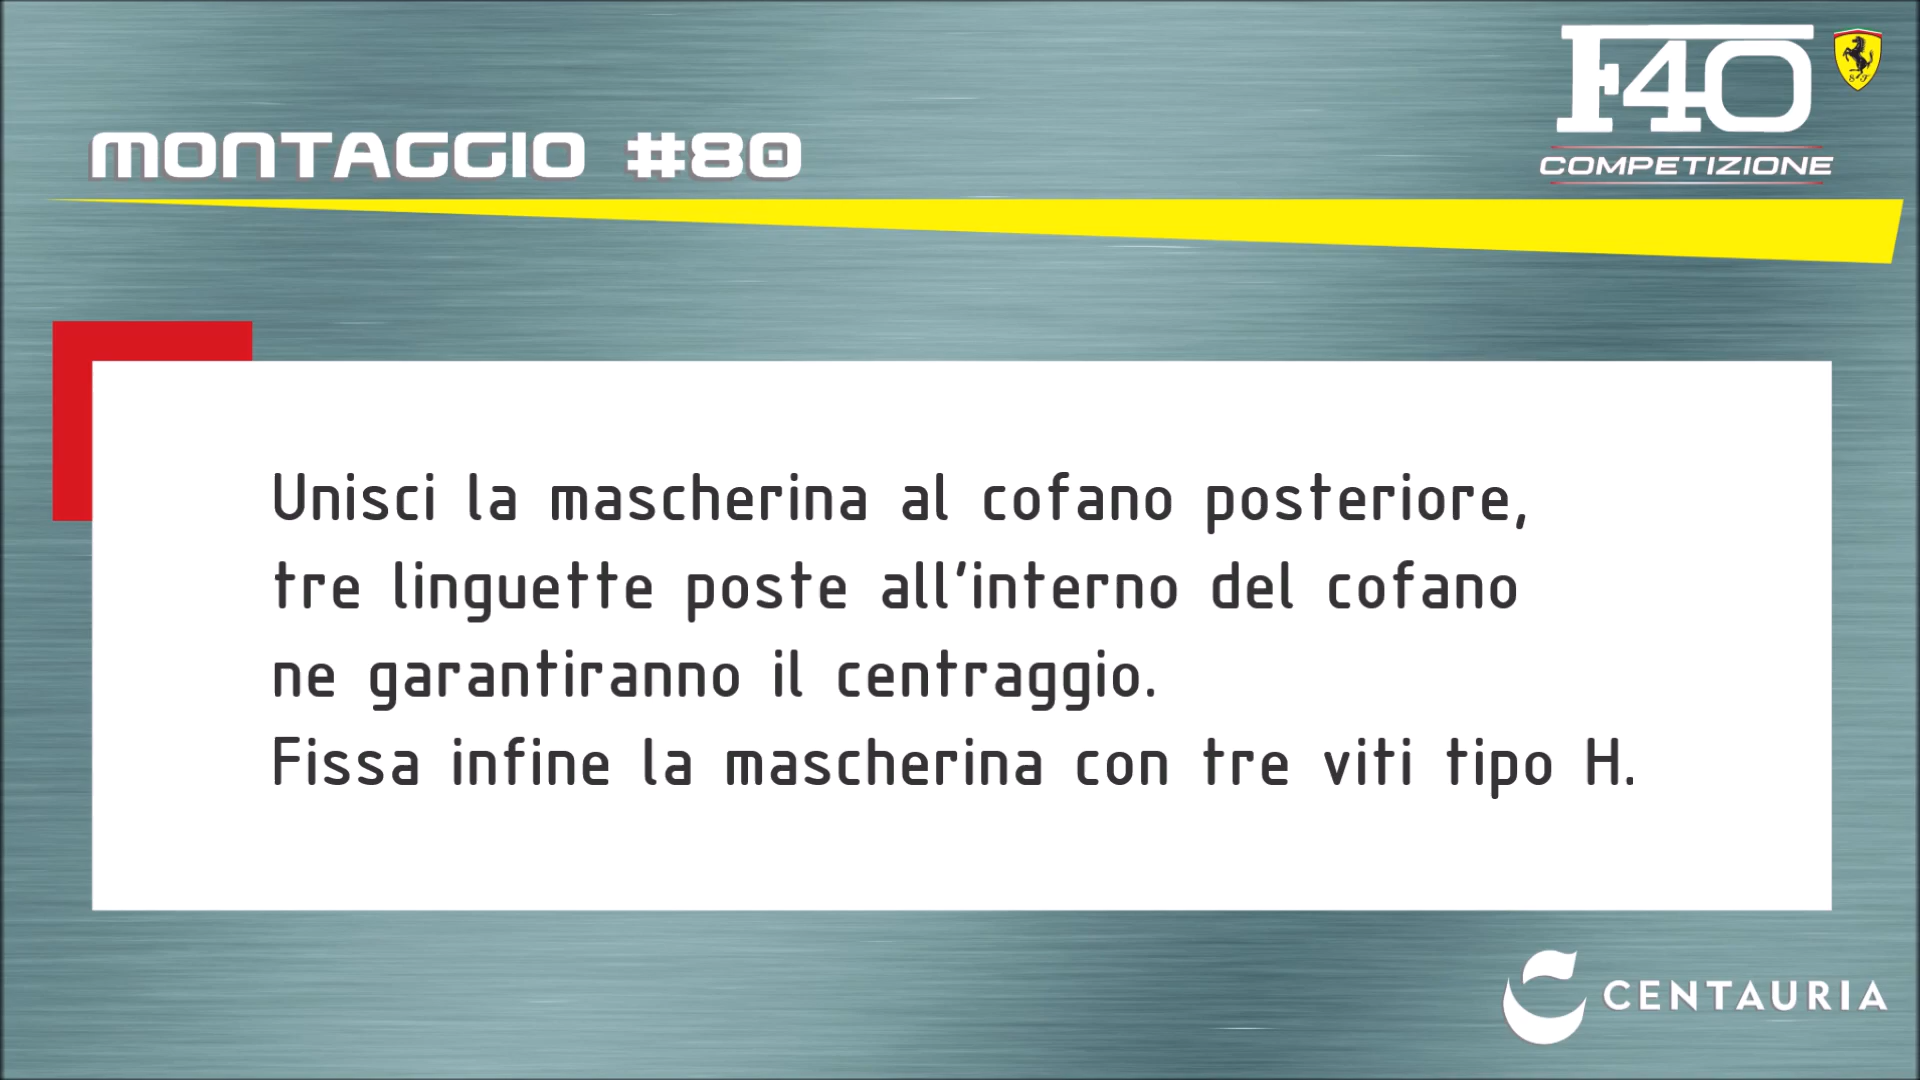 MONTAGGIO #80
F40
COMPETIZIONE
Unisci la mascherina al cofano posteriore,
tre linguette poste all'interno del cofano
ne garantiranno il centraggio.
Fissa infine la mascherina con tre viti tipo H.
CENTAURIA